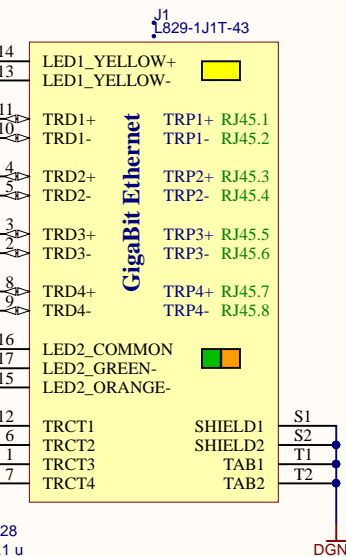 J1
L829-1J1T-43
14 LED1_YELLOW+
13 LED1_YELLOW-
11 TRD1+ TRP1+ RJ45.1
10 TRD1- TRP1- RJ45.2
4 TRD2+ TRP2+ RJ45.3
5 TRD2- TRP2- RJ45.4
3 TRD3+ TRP3+ RJ45.5
2 TRD3- TRP3- RJ45.6
8 TRD4+ TRP4+ RJ45.7
9 TRD4- TRP4- RJ45.8
GigaBit Ethernet
16 LED2_COMMON
17 LED2_GREEN-
15 LED2_ORANGE-
12 TRCT1 SHIELD1 S1
6 TRCT2 SHIELD2 S2
1 TRCT3 TAB1 T1
7 TRCT4 TAB2 T2
28
.1 u
DGN